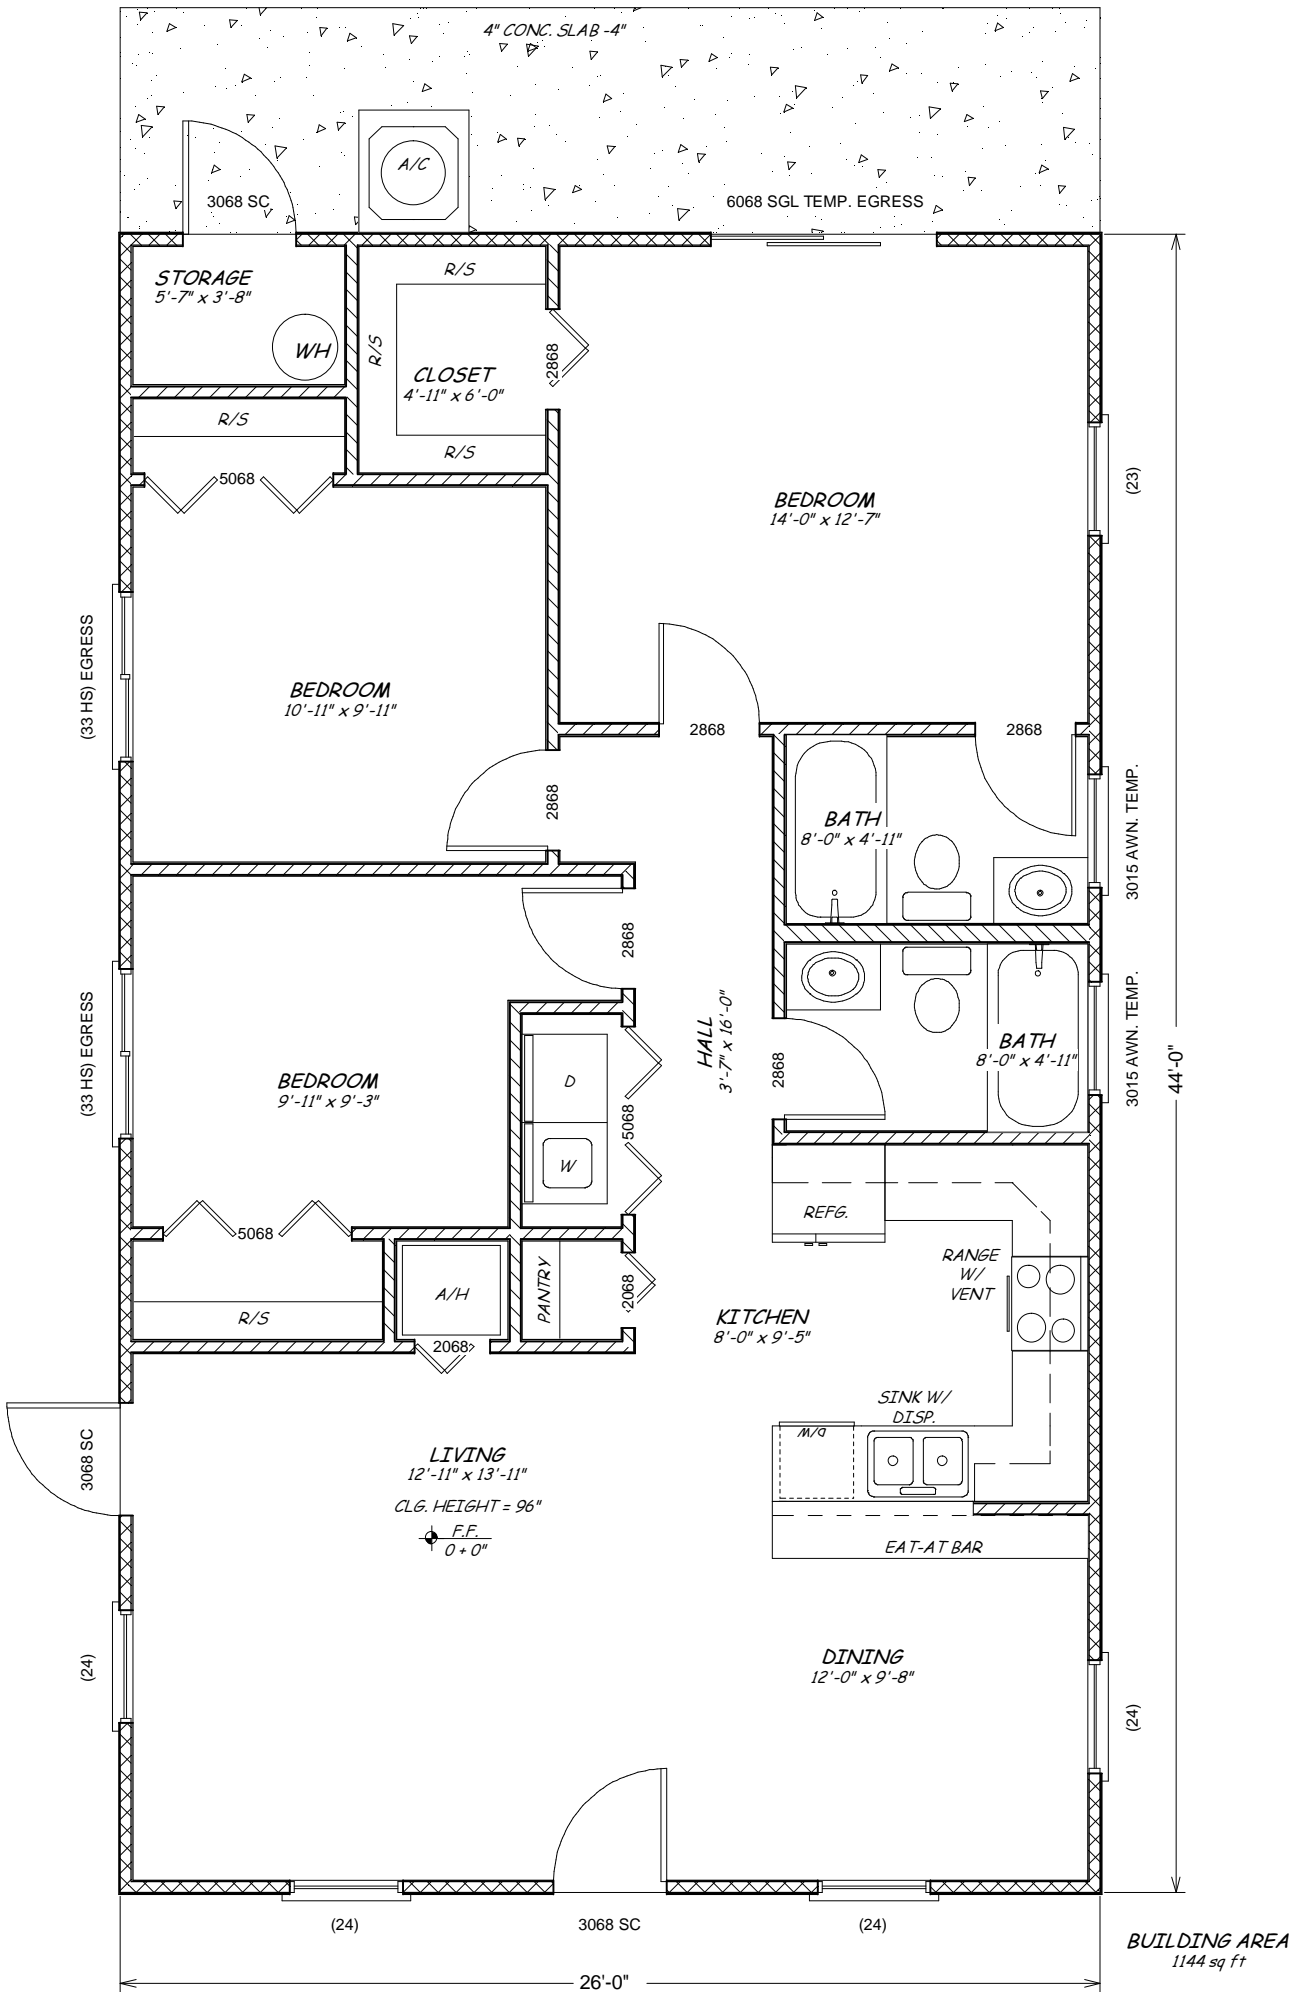 4" CONC. SLAB -4"
A/C
3068 SC
6068 SGL TEMP. EGRESS
STORAGE
5'-7" x 3'-8"
WH
R/S
R/S
CLOSET
4'-11" x 6'-0"
R/S
2868
R/S
5068
BEDROOM
14'-0" x 12'-7"
(23)
(33 HS) EGRESS
BEDROOM
10'-11" x 9'-11"
2868
2868
2868
BATH
8'-0" x 4'-11"
3015 AWN. TEMP.
2868
(33 HS) EGRESS
BEDROOM
9'-11" x 9'-3"
D
W
5068
HALL
3'-7" x 16'-0"
2868
BATH
8'-0" x 4'-11"
3015 AWN. TEMP.
44'-0"
5068
R/S
A/H
2068
PANTRY
2068
REFG.
RANGE
W/
VENT
KITCHEN
8'-0" x 9'-5"
SINK W/
DISP.
D/W
3068 SC
LIVING
12'-11" x 13'-11"
CLG. HEIGHT = 96"
F.F.
0 + 0"
EAT-AT BAR
DINING
12'-0" x 9'-8"
(24)
(24)
(24)
3068 SC
(24)
BUILDING AREA
1144 sq ft
26'-0"